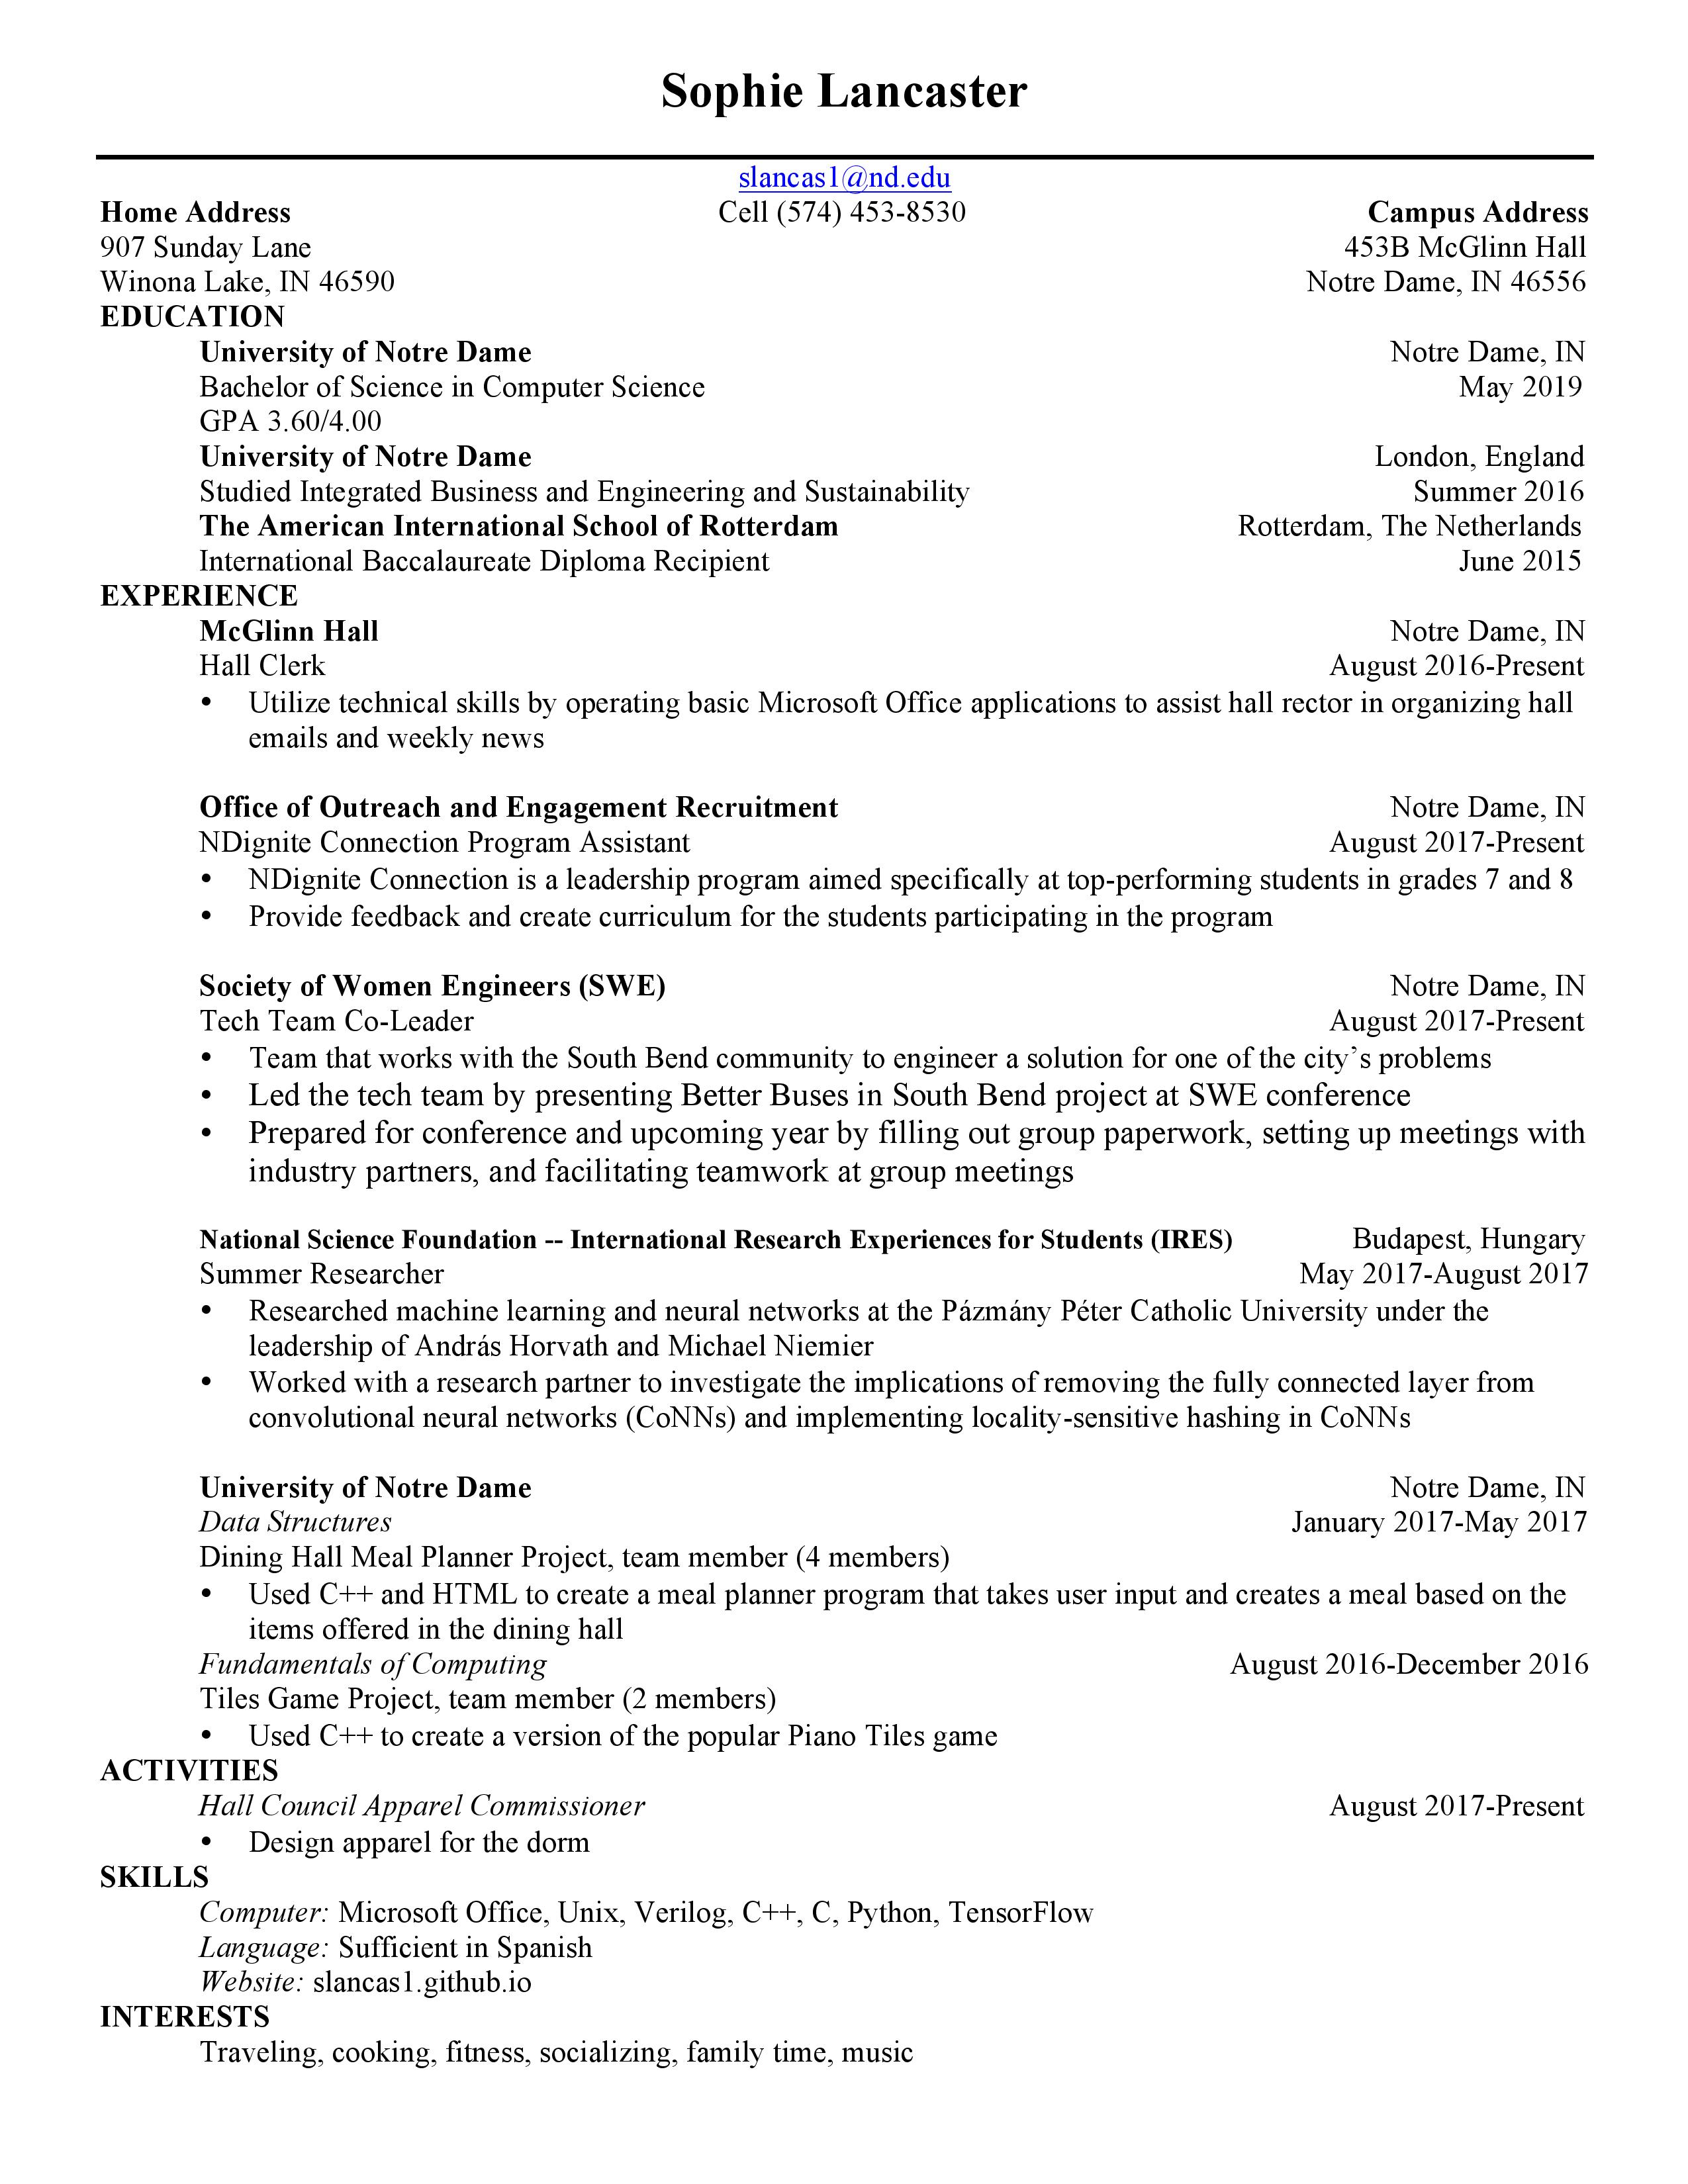 Sophie Lancaster
slancas1@nd.edu
Home Address Cell (574) 453-8530 Campus Address
907 Sunday Lane 453B McGlinn Hall
Winona Lake, IN 46590 Notre Dame, IN 46556
EDUCATION
University of Notre Dame Notre Dame, IN
Bachelor of Science in Computer Science May 2019
GPA 3.60/4.00
University of Notre Dame London, England
Studied Integrated Business and Engineering and Sustainability Summer 2016
The American International School of Rotterdam Rotterdam, The Netherlands
International Baccalaureate Diploma Recipient June 2015
EXPERIENCE
McGlinn Hall Notre Dame, IN
Hall Clerk August 2016-Present
• Utilize technical skills by operating basic Microsoft Office applications to assist hall rector in organizing hall
emails and weekly news
Office of Outreach and Engagement Recruitment Notre Dame, IN
NDignite Connection Program Assistant August 2017-Present
• NDignite Connection is a leadership program aimed specifically at top-performing students in grades 7 and 8
• Provide feedback and create curriculum for the students participating in the program
Society of Women Engineers (SWE) Notre Dame, IN
Tech Team Co-Leader August 2017-Present
• Team that works with the South Bend community to engineer a solution for one of the city’s problems
• Led the tech team by presenting Better Buses in South Bend project at SWE conference
• Prepared for conference and upcoming year by filling out group paperwork, setting up meetings with
industry partners, and facilitating teamwork at group meetings
National Science Foundation -- International Research Experiences for Students (IRES) Budapest, Hungary
Summer Researcher May 2017-August 2017
• Researched machine learning and neural networks at the Pázmány Péter Catholic University under the
leadership of András Horvath and Michael Niemier
• Worked with a research partner to investigate the implications of removing the fully connected layer from
convolutional neural networks (CoNNs) and implementing locality-sensitive hashing in CoNNs
University of Notre Dame Notre Dame, IN
Data Structures January 2017-May 2017
Dining Hall Meal Planner Project, team member (4 members)
• Used C++ and HTML to create a meal planner program that takes user input and creates a meal based on the
items offered in the dining hall
Fundamentals of Computing August 2016-December 2016
Tiles Game Project, team member (2 members)
• Used C++ to create a version of the popular Piano Tiles game
ACTIVITIES
Hall Council Apparel Commissioner August 2017-Present
• Design apparel for the dorm
SKILLS
Computer: Microsoft Office, Unix, Verilog, C++, C, Python, TensorFlow
Language: Sufficient in Spanish
Website: slancas1.github.io
INTERESTS
Traveling, cooking, fitness, socializing, family time, music